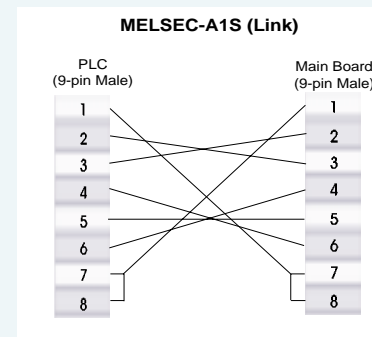 MELSEC-A1S (Link)
PLC
(9-pin Male)
Main Board
(9-pin Male)
1 1
2 2
3 3
4 4
5 5
6 6
7 7
8 8